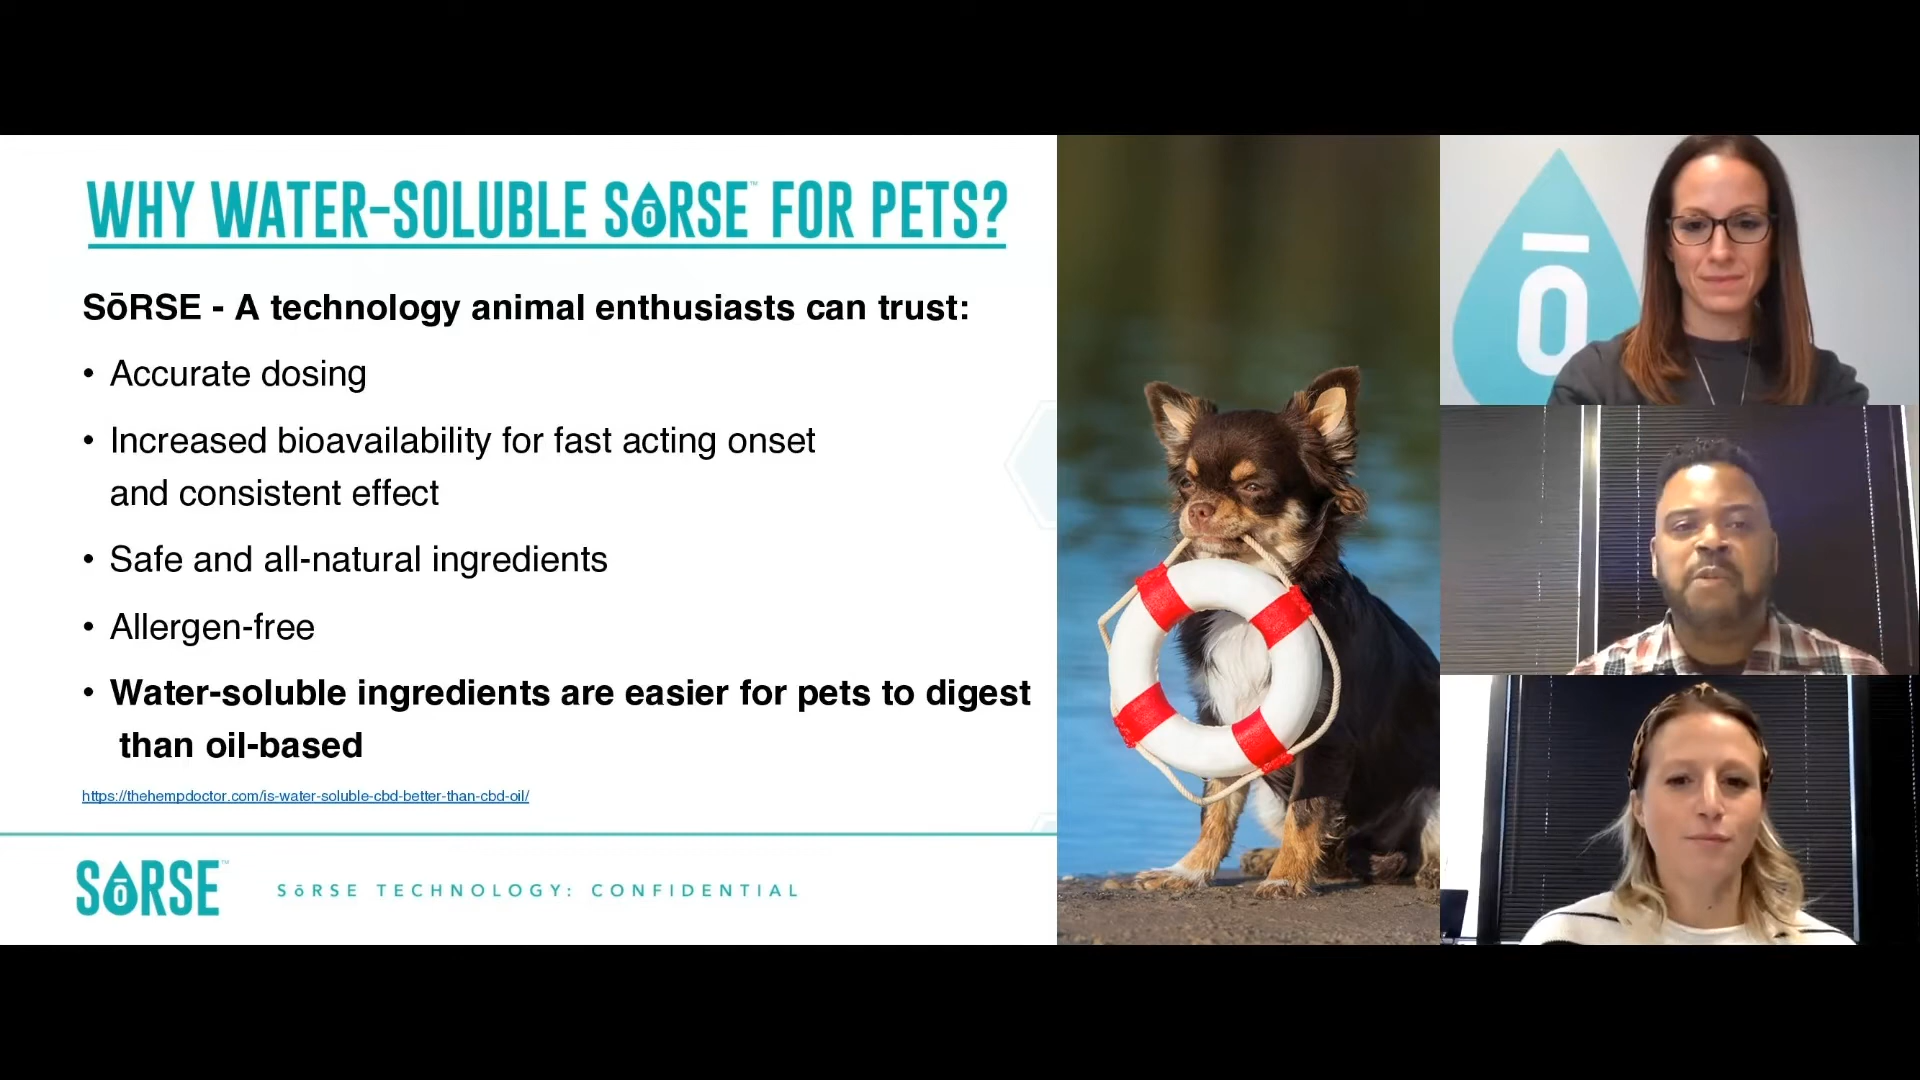 WHY WATER-SOLUBLE SōRSE™ FOR PETS?
SōRSE - A technology animal enthusiasts can trust:
• Accurate dosing
• Increased bioavailability for fast acting onset
and consistent effect
• Safe and all-natural ingredients
• Allergen-free
• Water-soluble ingredients are easier for pets to digest
than oil-based
https://thehempdoctor.com/is-water-soluble-cbd-better-than-cbd-oil/
SōRSE™
SōRSE TECHNOLOGY: CONFIDENTIAL
ō